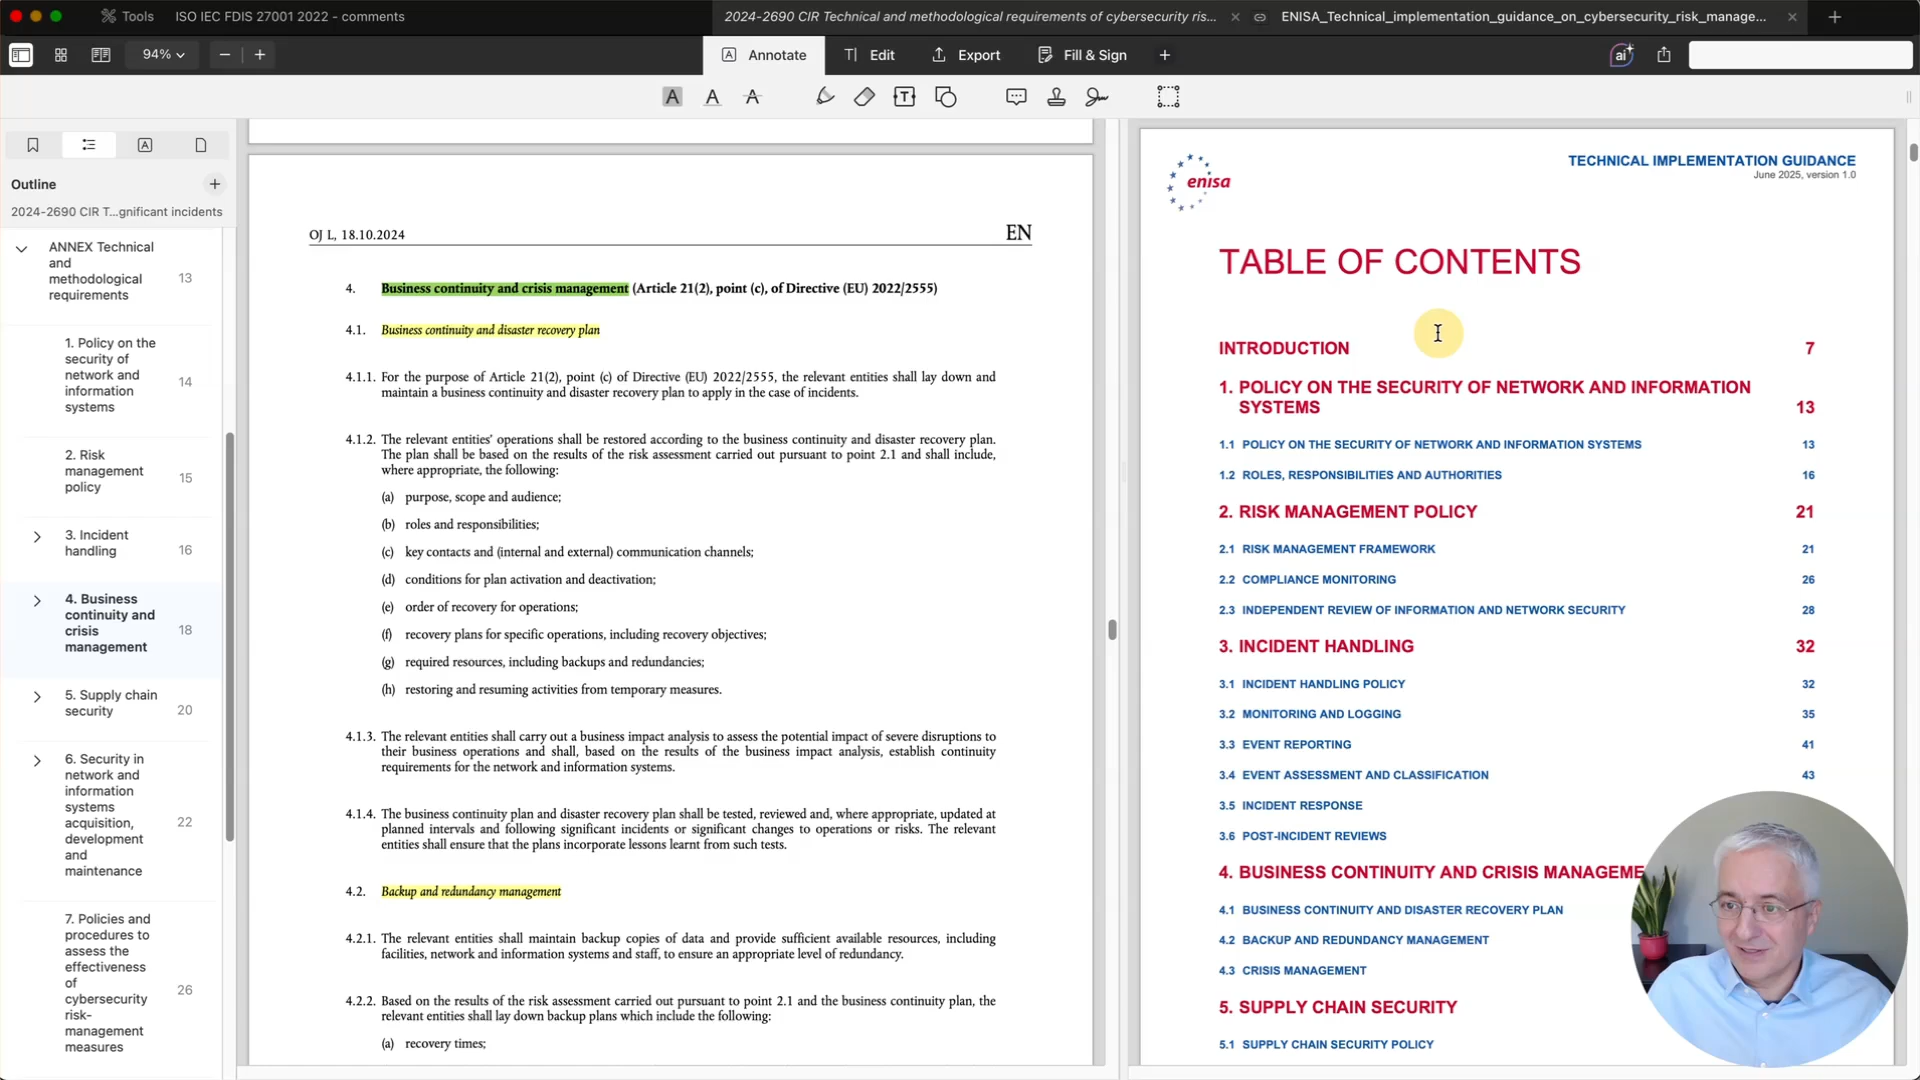 Tools
ISO IEC FDIS 27001 2022 - comments
2024-2690 CIR Technical and methodological requirements of cybersecurity ris...
ENISA_Technical_implementation_guidance_on_cybersecurity_risk_manage...
94%
Annotate
Edit
Export
Fill & Sign
ai
Outline
2024-2690 CIR T...gnificant incidents
ANNEX Technical
and
methodological
requirements
13
1. Policy on the
security of
network and
information
systems
14
2. Risk
management
policy
15
3. Incident
handling
16
4. Business
continuity and
crisis
management
18
5. Supply chain
security
20
6. Security in
network and
information
systems
acquisition,
development
and
maintenance
22
7. Policies and
procedures to
assess the
effectiveness
of
cybersecurity
risk-
management
measures
26
OJ L, 18.10.2024
EN
4. Business continuity and crisis management (Article 21(2), point (c), of Directive (EU) 2022/2555)
4.1. Business continuity and disaster recovery plan
4.1.1. For the purpose of Article 21(2), point (c) of Directive (EU) 2022/2555, the relevant entities shall lay down and
maintain a business continuity and disaster recovery plan to apply in the case of incidents.
4.1.2. The relevant entities' operations shall be restored according to the business continuity and disaster recovery plan.
The plan shall be based on the results of the risk assessment carried out pursuant to point 2.1 and shall include,
where appropriate, the following:
(a) purpose, scope and audience;
(b) roles and responsibilities;
(c) key contacts and (internal and external) communication channels;
(d) conditions for plan activation and deactivation;
(e) order of recovery for operations;
(f) recovery plans for specific operations, including recovery objectives;
(g) required resources, including backups and redundancies;
(h) restoring and resuming activities from temporary measures.
4.1.3. The relevant entities shall carry out a business impact analysis to assess the potential impact of severe disruptions to
their business operations and shall, based on the results of the business impact analysis, establish continuity
requirements for the network and information systems.
4.1.4. The business continuity plan and disaster recovery plan shall be tested, reviewed and, where appropriate, updated at
planned intervals and following significant incidents or significant changes to operations or risks. The relevant
entities shall ensure that the plans incorporate lessons learnt from such tests.
4.2. Backup and redundancy management
4.2.1. The relevant entities shall maintain backup copies of data and provide sufficient available resources, including
facilities, network and information systems and staff, to ensure an appropriate level of redundancy.
4.2.2. Based on the results of the risk assessment carried out pursuant to point 2.1 and the business continuity plan, the
relevant entities shall lay down backup plans which include the following:
(a) recovery times;
enisa
TECHNICAL IMPLEMENTATION GUIDANCE
June 2025, version 1.0
TABLE OF CONTENTS
INTRODUCTION 7
1. POLICY ON THE SECURITY OF NETWORK AND INFORMATION
SYSTEMS 13
1.1 POLICY ON THE SECURITY OF NETWORK AND INFORMATION SYSTEMS 13
1.2 ROLES, RESPONSIBILITIES AND AUTHORITIES 16
2. RISK MANAGEMENT POLICY 21
2.1 RISK MANAGEMENT FRAMEWORK 21
2.2 COMPLIANCE MONITORING 26
2.3 INDEPENDENT REVIEW OF INFORMATION AND NETWORK SECURITY 28
3. INCIDENT HANDLING 32
3.1 INCIDENT HANDLING POLICY 32
3.2 MONITORING AND LOGGING 35
3.3 EVENT REPORTING 41
3.4 EVENT ASSESSMENT AND CLASSIFICATION 43
3.5 INCIDENT RESPONSE
3.6 POST-INCIDENT REVIEWS
4. BUSINESS CONTINUITY AND CRISIS MANAGEME
4.1 BUSINESS CONTINUITY AND DISASTER RECOVERY PLAN
4.2 BACKUP AND REDUNDANCY MANAGEMENT
4.3 CRISIS MANAGEMENT
5. SUPPLY CHAIN SECURITY
5.1 SUPPLY CHAIN SECURITY POLICY